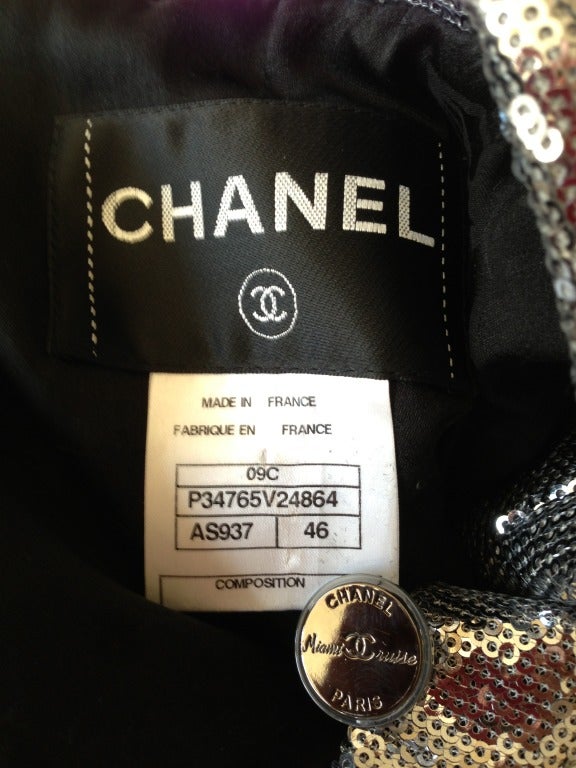 CHANEL
MADE IN FRANCE
FABRIQUE EN FRANCE
09C
P34765V24864
AS937 46
COMPOSITION
CHANEL
Miami Cruise
PARIS